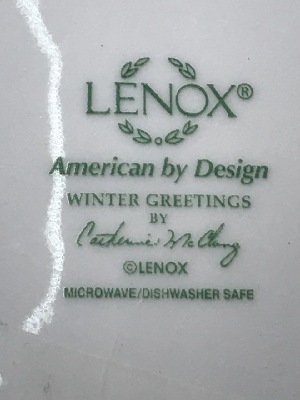 LENOX®
American by Design
WINTER GREETINGS
BY
Catherine McClung
©LENOX
MICROWAVE/DISHWASHER SAFE